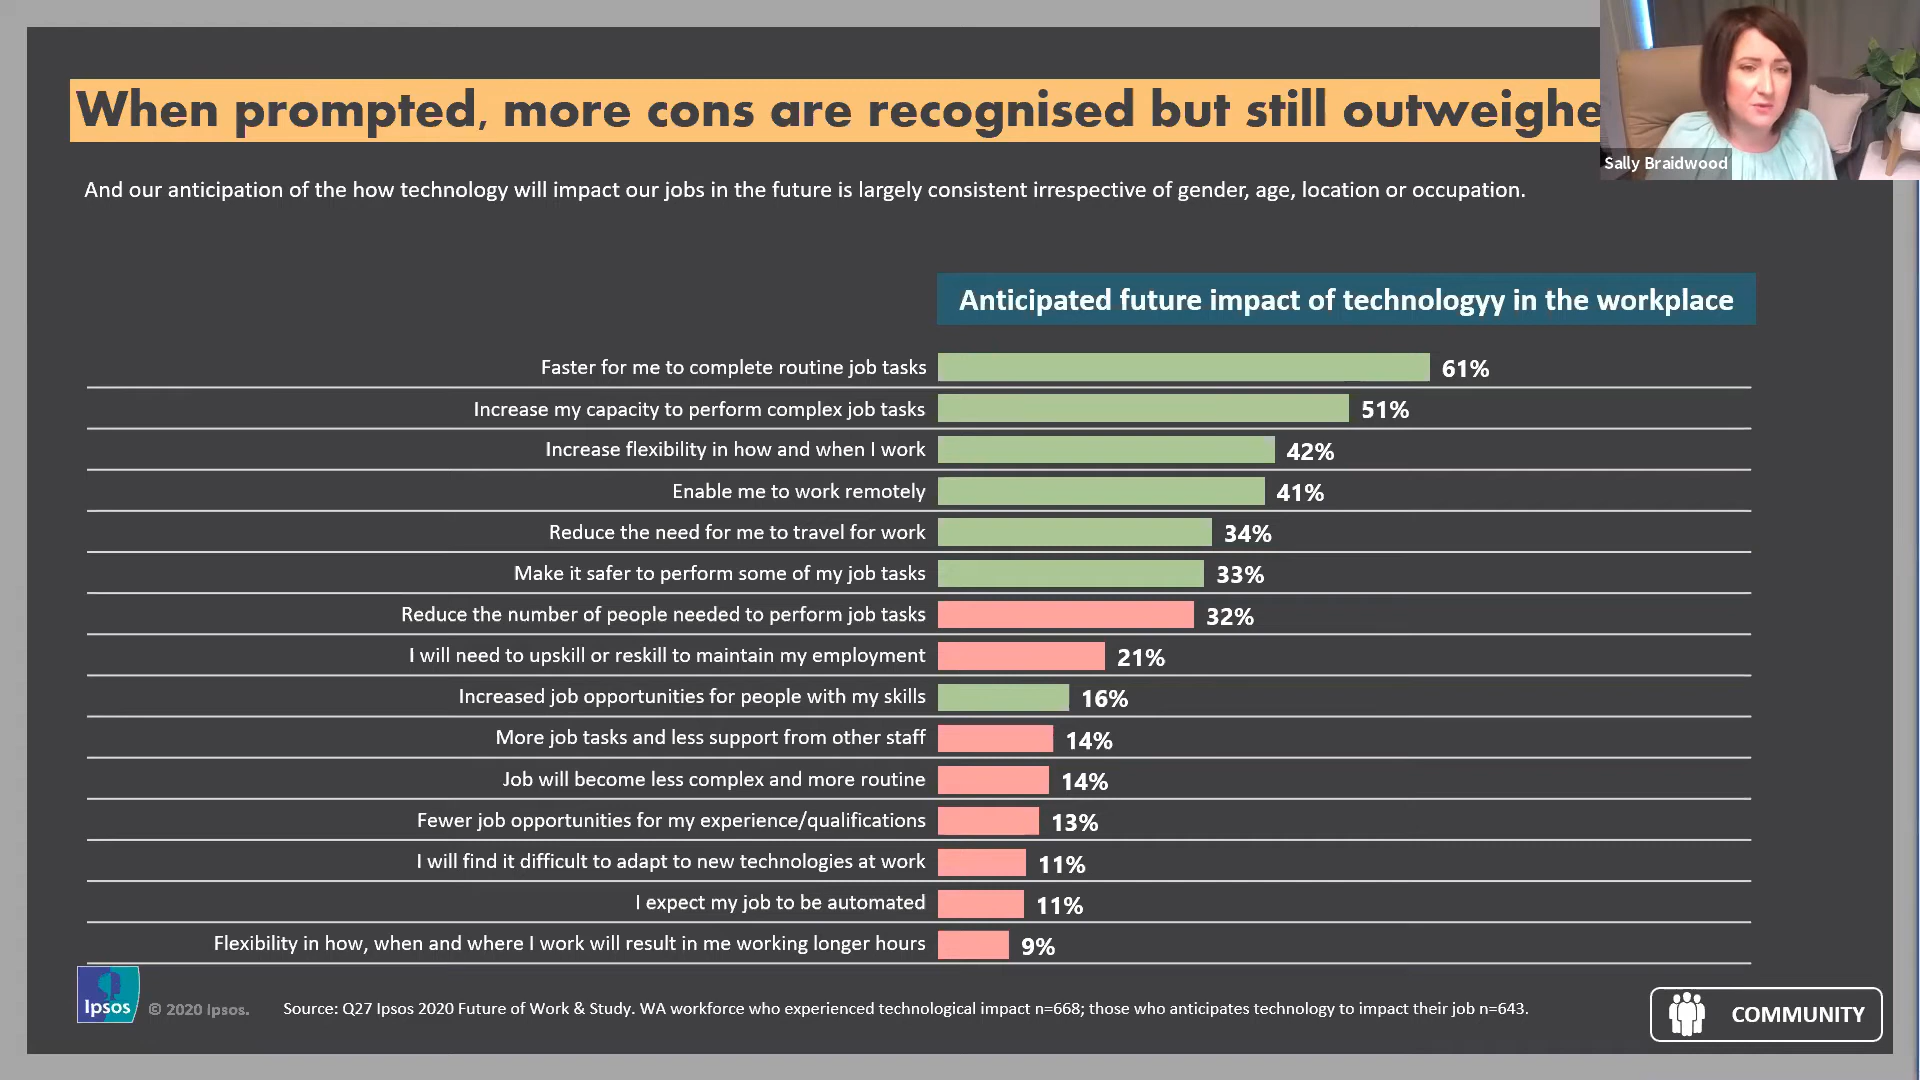 When prompted, more cons are recognised but still outweighe
Sally Braidwood
And our anticipation of the how technology will impact our jobs in the future is largely consistent irrespective of gender, age, location or occupation.
Anticipated future impact of technologyy in the workplace
Faster for me to complete routine job tasks 61%
Increase my capacity to perform complex job tasks 51%
Increase flexibility in how and when I work 42%
Enable me to work remotely 41%
Reduce the need for me to travel for work 34%
Make it safer to perform some of my job tasks 33%
Reduce the number of people needed to perform job tasks 32%
I will need to upskill or reskill to maintain my employment 21%
Increased job opportunities for people with my skills 16%
More job tasks and less support from other staff 14%
Job will become less complex and more routine 14%
Fewer job opportunities for my experience/qualifications 13%
I will find it difficult to adapt to new technologies at work 11%
I expect my job to be automated 11%
Flexibility in how, when and where I work will result in me working longer hours 9%
Ipsos
© 2020 Ipsos.
Source: Q27 Ipsos 2020 Future of Work & Study. WA workforce who experienced technological impact n=668; those who anticipates technology to impact their job n=643.
COMMUNITY